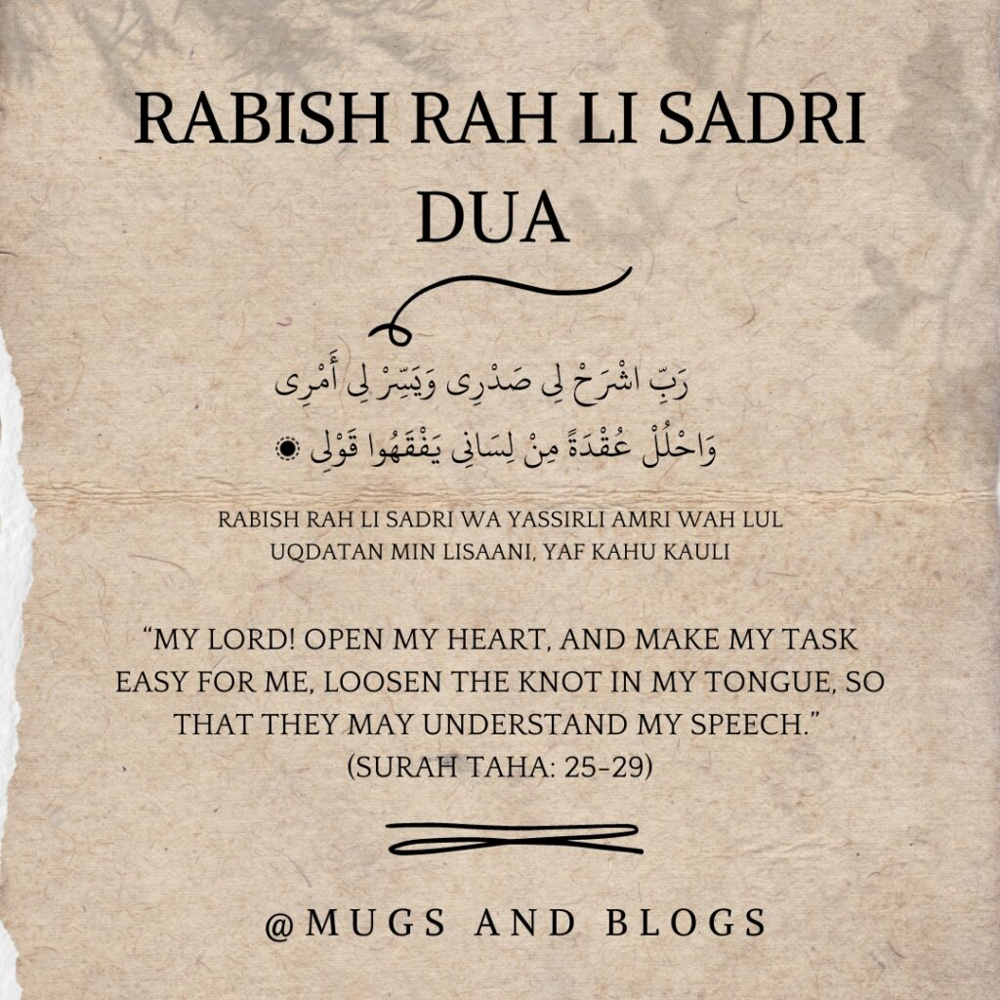 RABISH RAH LI SADRI
DUA
رَبِّ اشْرَحْ لِى صَدْرِى وَيَسِّرْ لِى أَمْرِى
وَاحْلُلْ عُقْدَةً مِنْ لِسَانِى يَفْقَهُوا قَوْلِى
RABISH RAH LI SADRI WA YASSIRLI AMRI WAH LUL
UQDATAN MIN LISAANI, YAF KAHU KAULI
“MY LORD! OPEN MY HEART, AND MAKE MY TASK
EASY FOR ME, LOOSEN THE KNOT IN MY TONGUE, SO
THAT THEY MAY UNDERSTAND MY SPEECH.”
(SURAH TAHA: 25-29)
@MUGS AND BLOGS